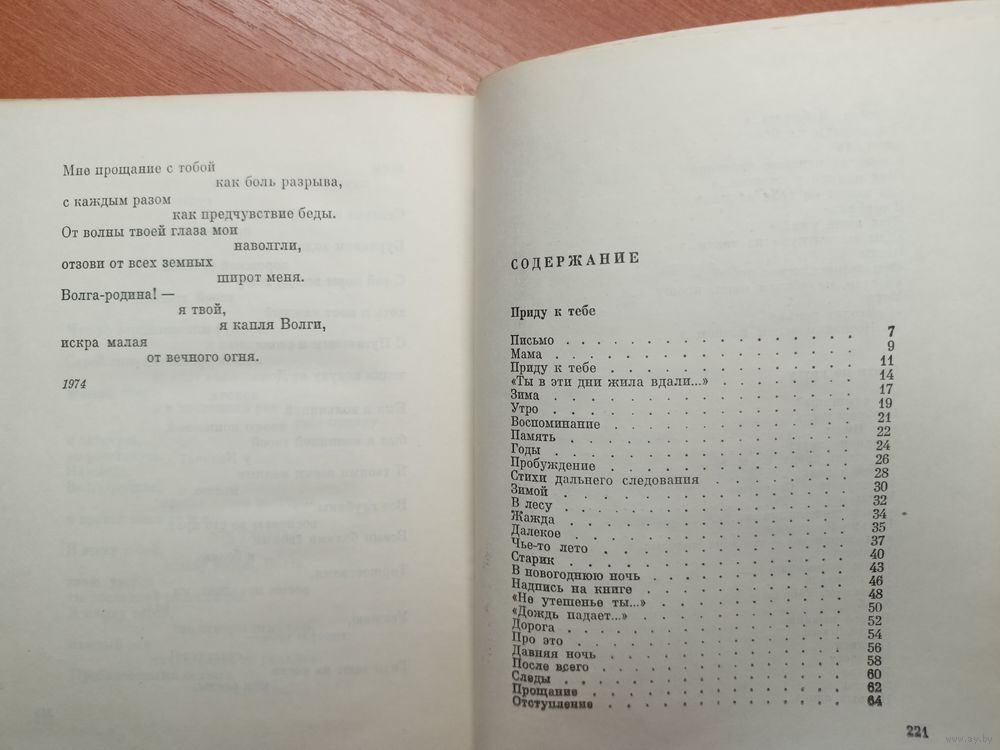 Мне прощание с тобой
как боль разрыва,
с каждым разом
как предчувствие беды.
От волны твоей глаза мои
наволгли,
отзови от всех земных
широт меня.
Волга-родина! —
я твой,
я капля Волги,
искра малая
от вечного огня.
1974
СОДЕРЖАНИЕ
Приду к тебе
Письмо . . . . . . . . . . . . . . 7
Мама . . . . . . . . . . . . . . 9
Приду к тебе . . . . . . . . . . . . 11
«Ты в эти дни жила вдали...» . . . . . . 14
Зима . . . . . . . . . . . . . . 17
Утро . . . . . . . . . . . . . . 19
Воспоминание . . . . . . . . . . . . 21
Память . . . . . . . . . . . . . . 22
Годы . . . . . . . . . . . . . . 24
Пробуждение . . . . . . . . . . . . 26
Стихи дальнего следования . . . . . . 28
Зимой . . . . . . . . . . . . . . 30
В лесу . . . . . . . . . . . . . . 32
Жажда . . . . . . . . . . . . . . 34
Далекое . . . . . . . . . . . . . . 35
Чье-то лето . . . . . . . . . . . . 37
Старик . . . . . . . . . . . . . . 40
В новогоднюю ночь . . . . . . . . . . 43
Надпись на книге . . . . . . . . . . 46
«Не утешенье ты...» . . . . . . . . . 48
«Дождь падает...» . . . . . . . . . . 50
Дорога . . . . . . . . . . . . . . 52
Про это . . . . . . . . . . . . . . 54
Давняя ночь . . . . . . . . . . . . 56
После всего . . . . . . . . . . . . 58
Следы . . . . . . . . . . . . . . 60
Прощание . . . . . . . . . . . . . . 62
Отступление . . . . . . . . . . . . 64
221
www.ay.by